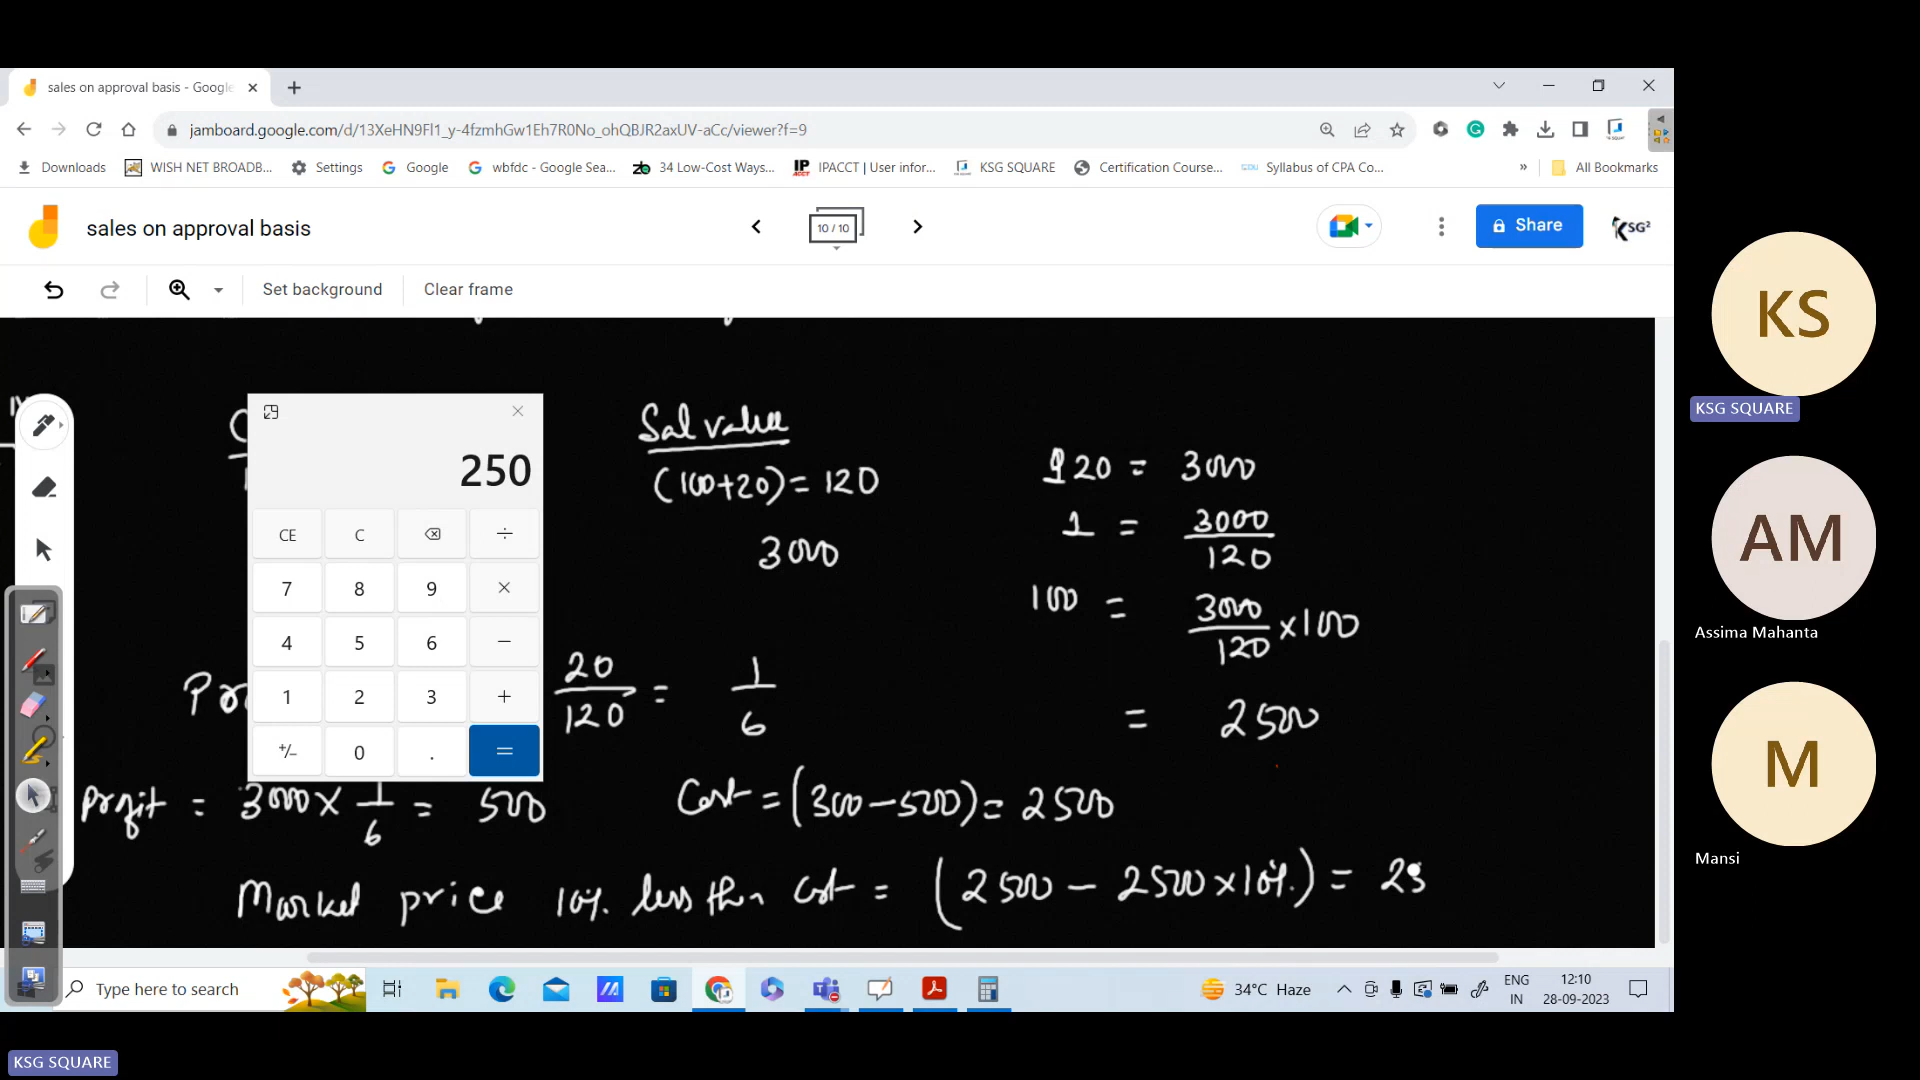 sales on approval basis - Google
jamboard.google.com/d/13XeHN9Fl1_y-4fzmhGw1Eh7R0No_ohQBJR2axUV-aCc/viewer?f=9
Downloads WISH NET BROADB... Settings Google wbfdc - Google Sea... 34 Low-Cost Ways... IPACCT | User infor... KSG SQUARE Certification Course... Syllabus of CPA Co... » All Bookmarks
sales on approval basis
10 / 10
Share
KSG²
Set background
Clear frame
250
CE C ÷
7 8 9 ×
4 5 6 −
1 2 3 +
+/− 0 . =
Sal value
(100+20) = 120
3000
120 = 3000
1 = 3000/120
100 = 3000/120 × 100
= 2500
20/120 = 1/6
Profit = 3000 × 1/6 = 500
Cost = (300 − 500) = 2500
Market price 10% less than Cost = (2500 − 2500 × 10%.) = 23
KS
KSG SQUARE
AM
Assima Mahanta
M
Mansi
Type here to search
34°C Haze
ENG
IN
12:10
28-09-2023
KSG SQUARE